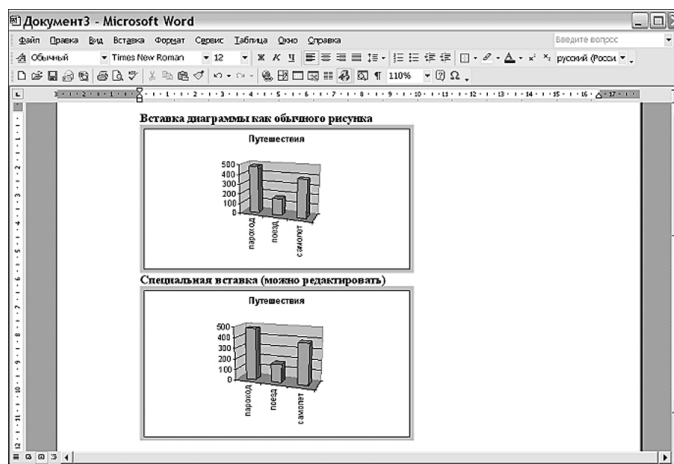 Документ3 - Microsoft Word
Файл Правка Вид Вставка Формат Сервис Таблица Окно Справка Введите вопрос
Обычный Times New Roman 12 Ж К Ч русский (Росси
110%
Вставка диаграммы как обычного рисунка
Путешествия
500
400
300
200
100
0
пароход
поезд
самолет
Специальная вставка (можно редактировать)
Путешествия
500
400
300
200
100
0
пароход
поезд
самолет